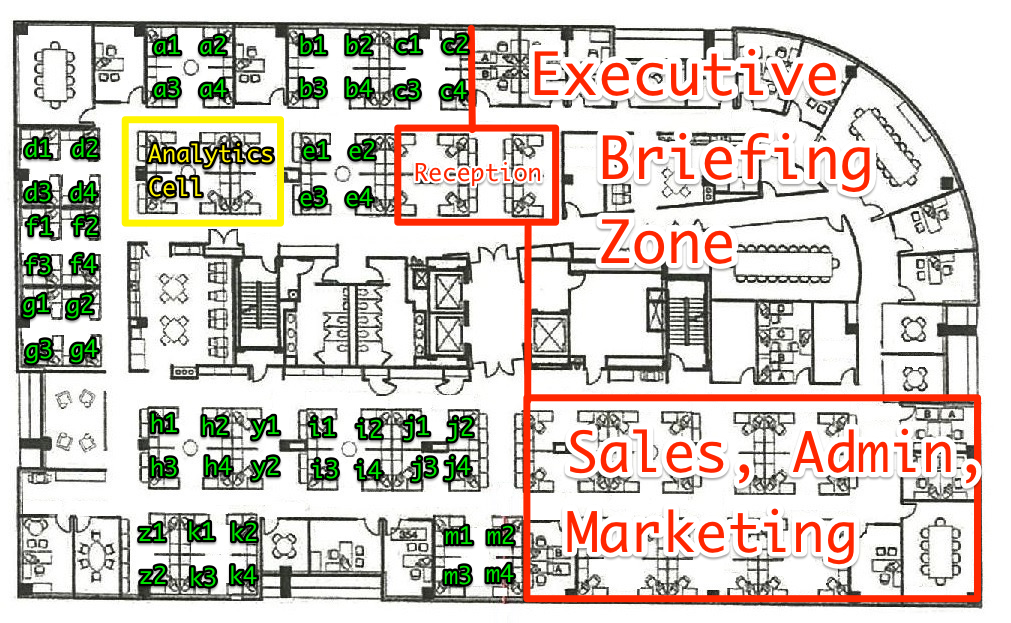 a1 a2 b1 b2 c1 c2
a3 a4 b3 b4 c3 c4
Executive
Briefing
Zone
d1 d2
Analytics
Cell
e1 e2
Reception
d3 d4
e3 e4
f1 f2
f3 f4
g1 g2
g3 g4
h1 h2 y1 i1 i2 j1 j2
h3 h4 y2 i3 i4 j3 j4
Sales, Admin,
Marketing
z1 k1 k2 m1 m2
z2 k3 k4 m3 m4
354
A
B
C
B
A
B A
A